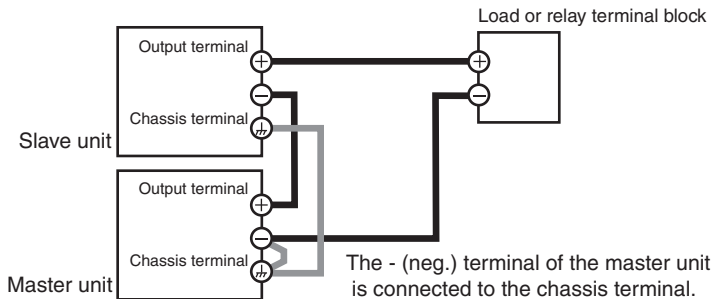 Load or relay terminal block
Output terminal
+
−
Chassis terminal
Slave unit
+
−
Output terminal
+
−
Chassis terminal
Master unit
The - (neg.) terminal of the master unit
is connected to the chassis terminal.